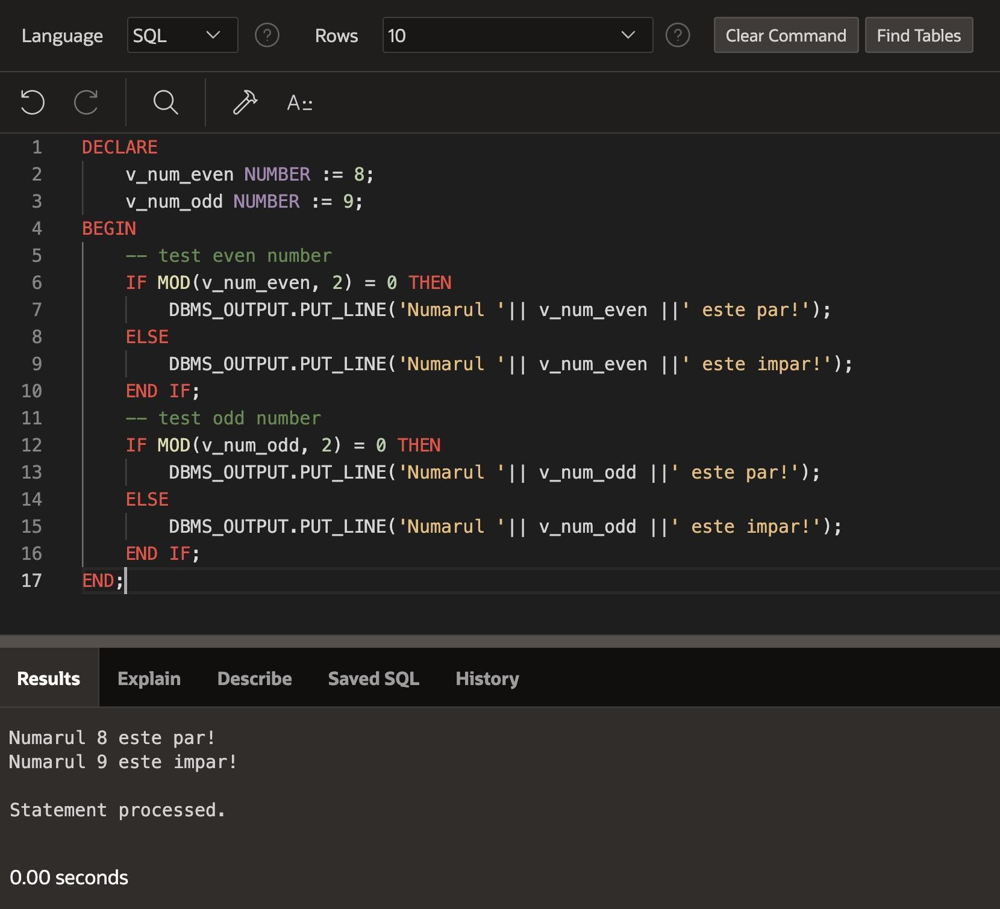 Language SQL Rows 10 Clear Command Find Tables
1 DECLARE
2     v_num_even NUMBER := 8;
3     v_num_odd NUMBER := 9;
4 BEGIN
5     -- test even number
6     IF MOD(v_num_even, 2) = 0 THEN
7         DBMS_OUTPUT.PUT_LINE('Numarul '|| v_num_even ||' este par!');
8     ELSE
9         DBMS_OUTPUT.PUT_LINE('Numarul '|| v_num_even ||' este impar!');
10     END IF;
11     -- test odd number
12     IF MOD(v_num_odd, 2) = 0 THEN
13         DBMS_OUTPUT.PUT_LINE('Numarul '|| v_num_odd ||' este par!');
14     ELSE
15         DBMS_OUTPUT.PUT_LINE('Numarul '|| v_num_odd ||' este impar!');
16     END IF;
17 END;
Results Explain Describe Saved SQL History
Numarul 8 este par!
Numarul 9 este impar!
Statement processed.
0.00 seconds